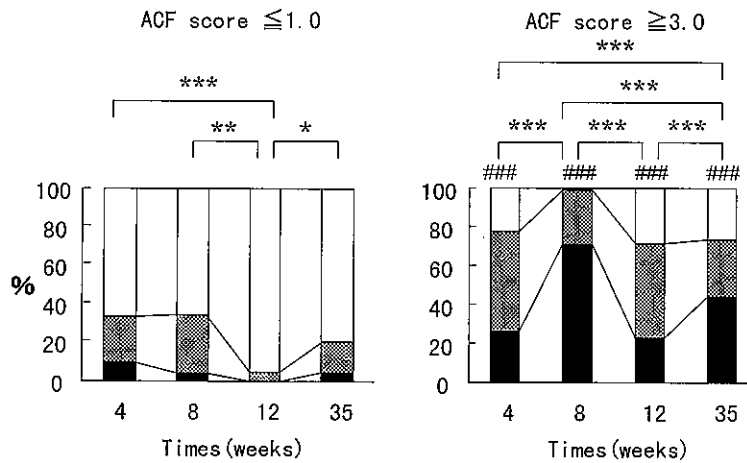 ACF score ≦1.0
***
** *
100
80
60
%
40
20
0
4 8 12 35
Times(weeks)
ACF score ≧3.0
***
***
*** *** ***
### ### ### ###
100
80
60
40
20
0
4 8 12 35
Times(weeks)